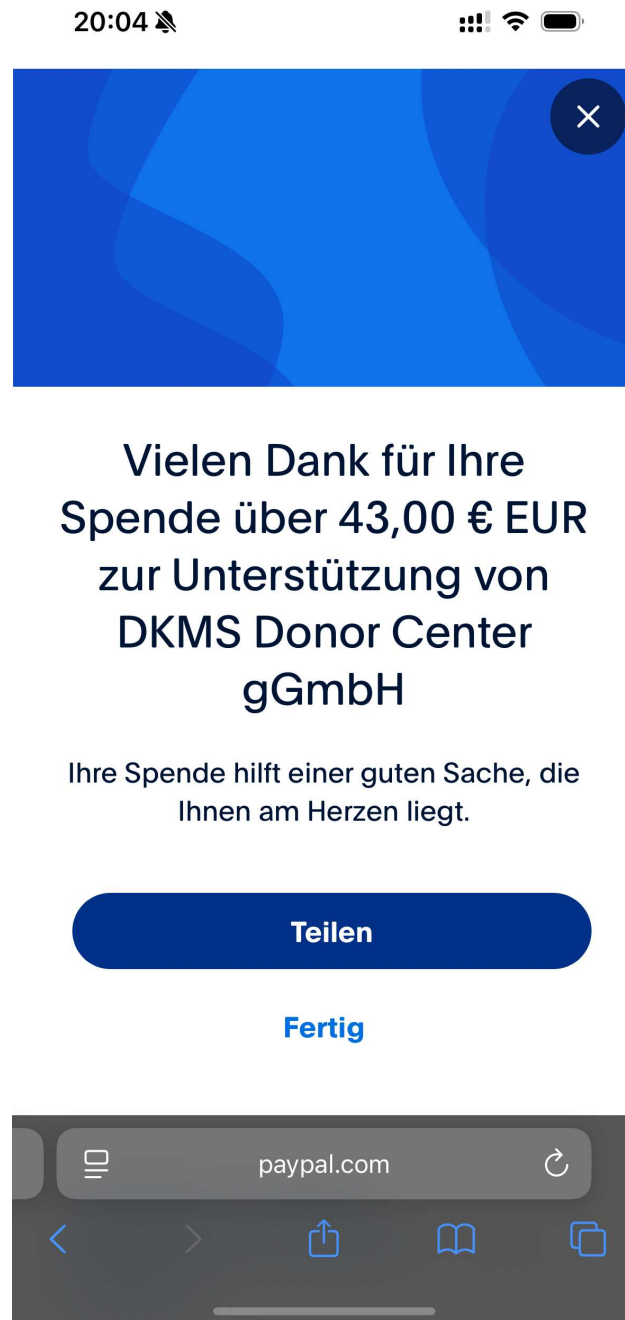 20:04
Vielen Dank für Ihre
Spende über 43,00 € EUR
zur Unterstützung von
DKMS Donor Center
gGmbH
Ihre Spende hilft einer guten Sache, die
Ihnen am Herzen liegt.
Teilen
Fertig
paypal.com